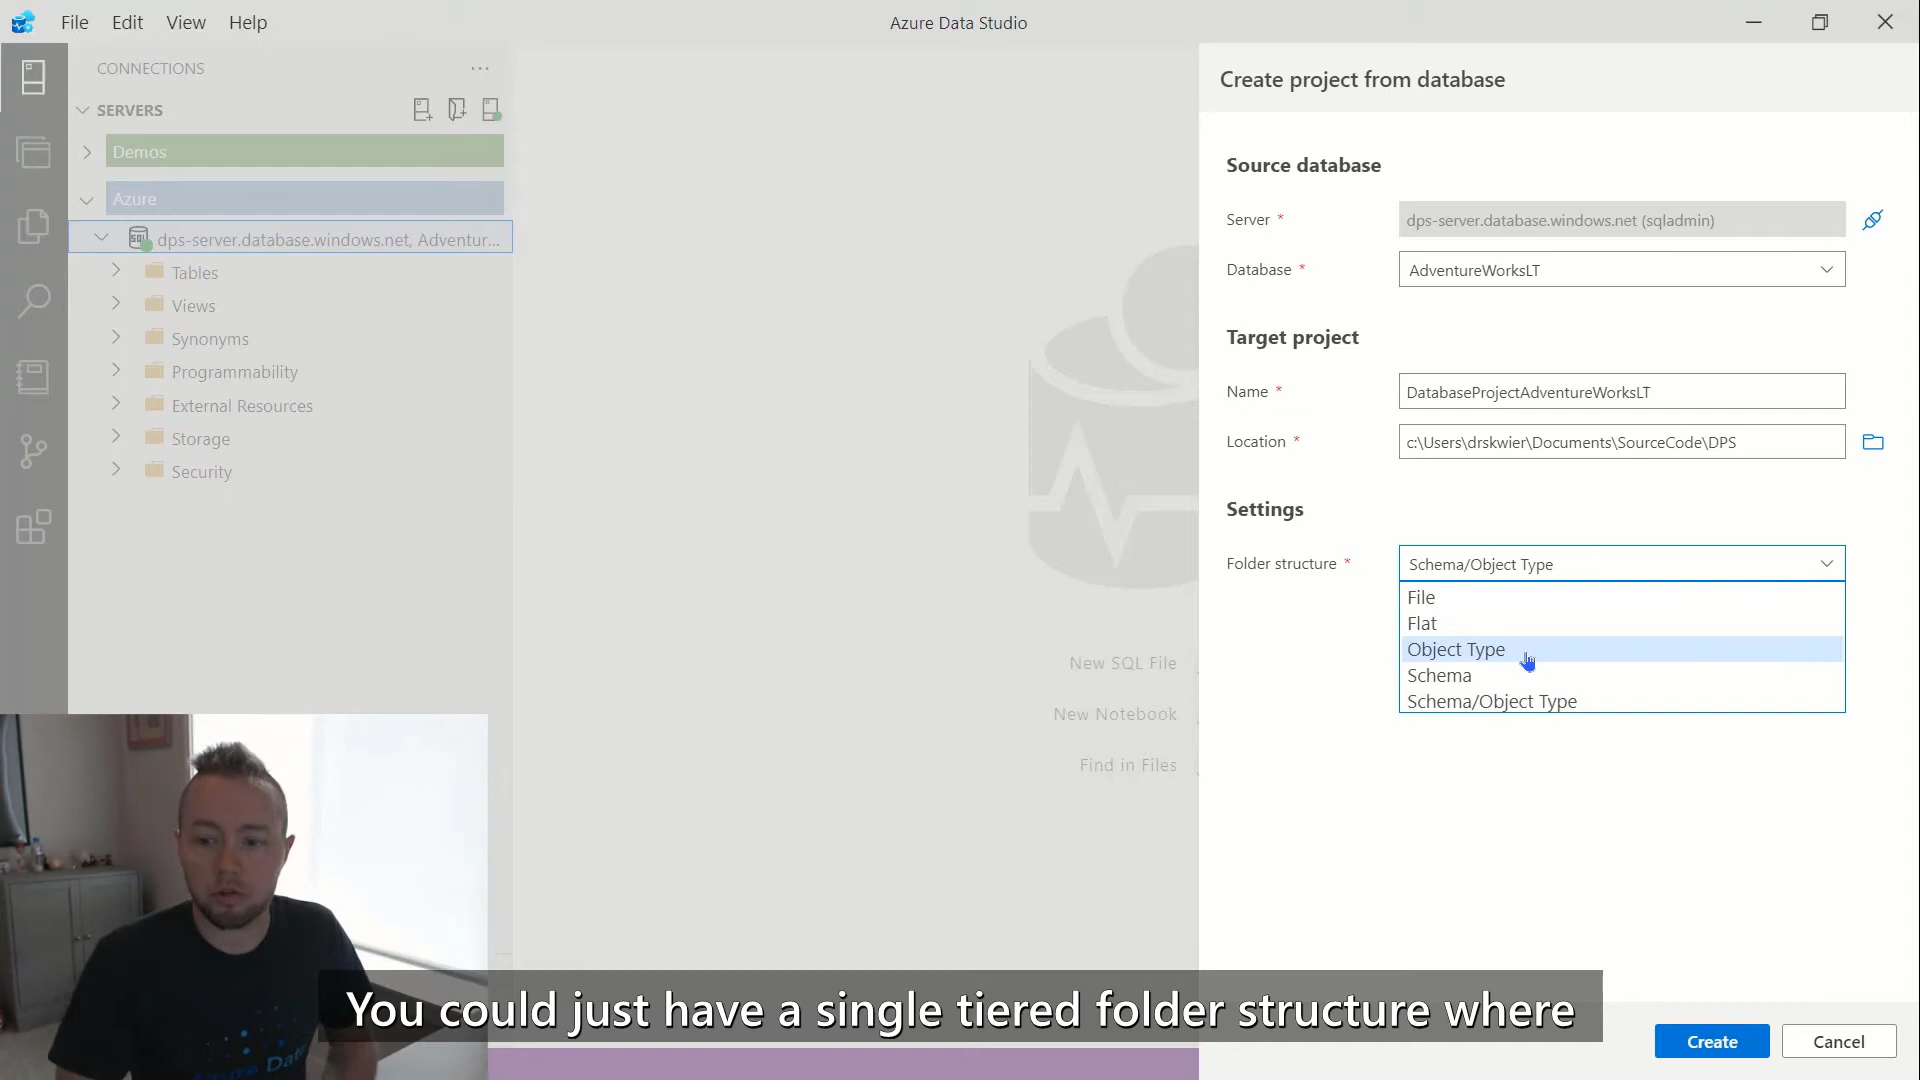 File Edit View Help
Azure Data Studio
CONNECTIONS
SERVERS
Demos
Azure
dps-server.database.windows.net, Adventur...
Tables
Views
Synonyms
Programmability
External Resources
Storage
Security
New SQL File
New Notebook
Find in Files
Create project from database
Source database
Server * dps-server.database.windows.net (sqladmin)
Database * AdventureWorksLT
Target project
Name * DatabaseProjectAdventureWorksLT
Location * c:\Users\drskwier\Documents\SourceCode\DPS
Settings
Folder structure * Schema/Object Type
File
Flat
Object Type
Schema
Schema/Object Type
You could just have a single tiered folder structure where
Azure Data
Create Cancel